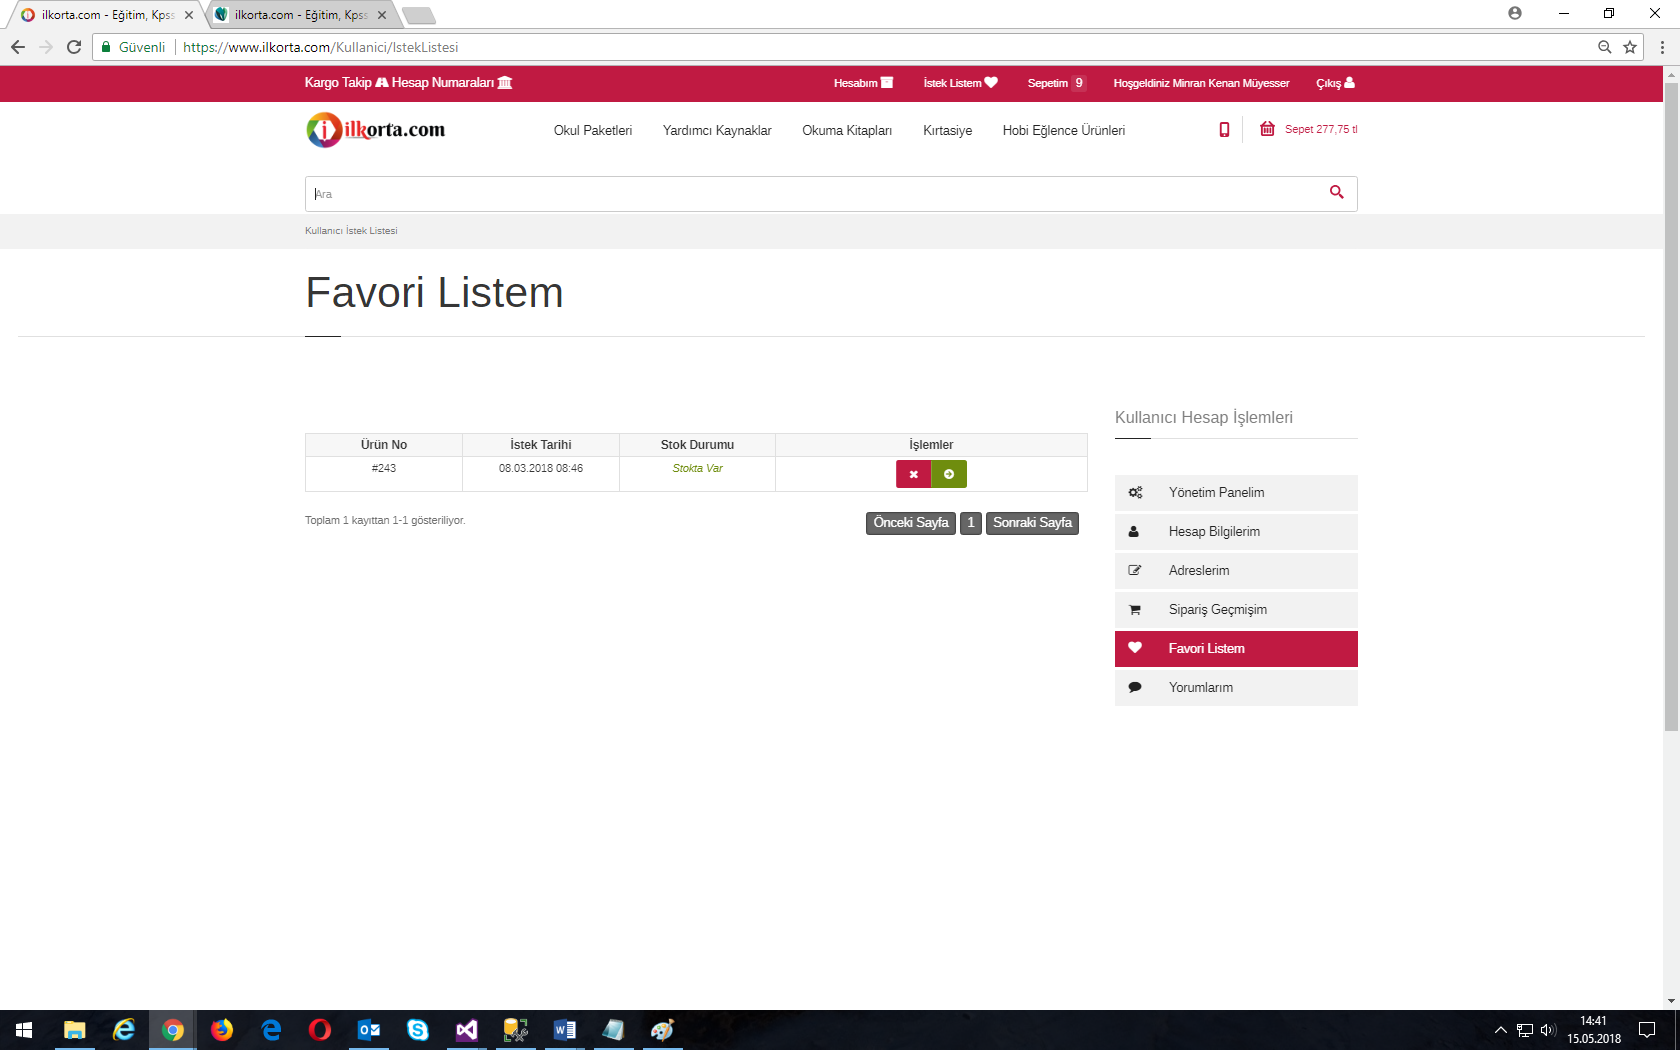 ilkorta.com - Eğitim, Kpss
ilkorta.com - Eğitim, Kpss
Güvenli https://www.ilkorta.com/Kullanici/IstekListesi
Kargo Takip Hesap Numaraları Hesabım İstek Listem Sepetim 9 Hoşgeldiniz Minran Kenan Müyesser Çıkış
ilkorta.com Okul Paketleri Yardımcı Kaynaklar Okuma Kitapları Kırtasiye Hobi Eğlence Ürünleri Sepet 277,75 tl
Ara
Kullanıcı İstek Listesi
Favori Listem
Kullanıcı Hesap İşlemleri
Ürün No İstek Tarihi Stok Durumu İşlemler
#243 08.03.2018 08:46 Stokta Var
Toplam 1 kayıttan 1-1 gösteriliyor. Önceki Sayfa 1 Sonraki Sayfa
Yönetim Panelim
Hesap Bilgilerim
Adreslerim
Sipariş Geçmişim
Favori Listem
Yorumlarım
14:41
15.05.2018